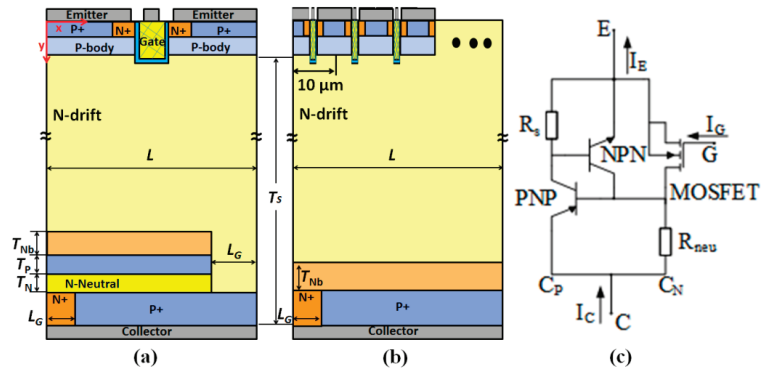 Emitter
Emitter
x
P+
N+
Gate
N+
P+
y
P-body
P-body
N-drift
L
T_Nb
T_P
T_N
N-Neutral
L_G
L_G
N+
P+
Collector
(a)
T_S
10 μm
N-drift
L
T_Nb
N+
L_G
P+
Collector
(b)
E
I_E
R_s
NPN
I_G
G
PNP
MOSFET
R_neu
C_P
C_N
I_C
C
(c)